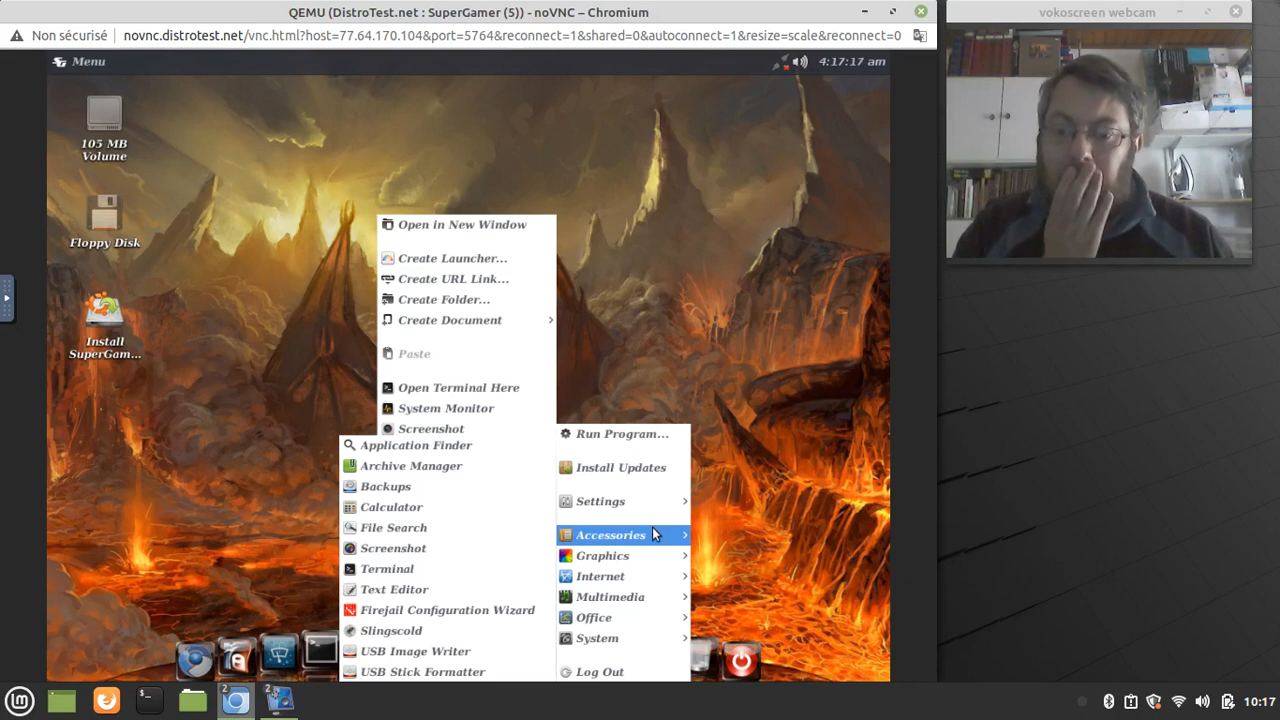 QEMU (DistroTest.net : SuperGamer (5)) – noVNC – Chromium
Non sécurisé
novnc.distrotest.net/vnc.html?host=77.64.170.104&port=5764&reconnect=1&shared=0&autoconnect=1&resize=scale&reconnect=0
vokoscreen webcam
Menu
4:17:17 am
105 MB
Volume
Floppy Disk
Install
SuperGam...
Open in New Window
Create Launcher...
Create URL Link...
Create Folder...
Create Document
Paste
Open Terminal Here
System Monitor
Screenshot
Application Finder
Archive Manager
Backups
Calculator
File Search
Screenshot
Terminal
Text Editor
Firejail Configuration Wizard
Slingscold
USB Image Writer
USB Stick Formatter
Run Program...
Install Updates
Settings
Accessories
Graphics
Internet
Multimedia
Office
System
Log Out
2
2
10:17